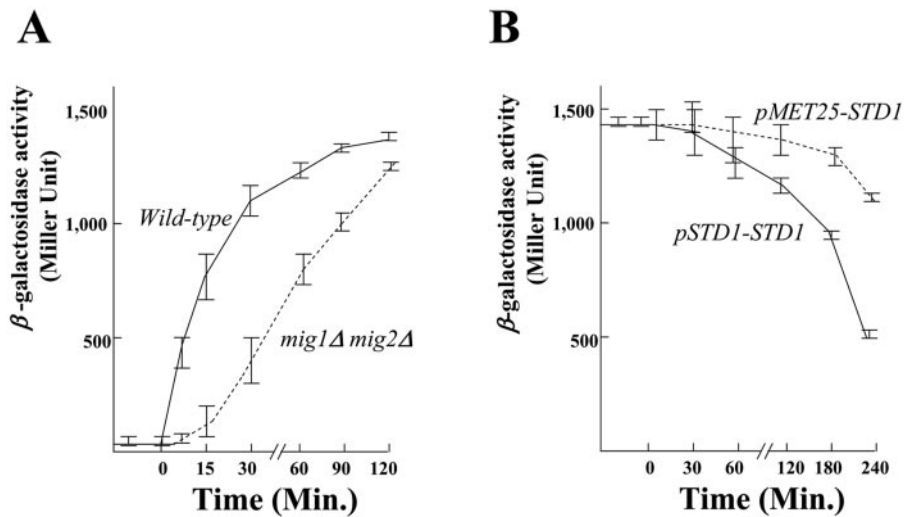 A
β-galactosidase activity
(Miller Unit)
1,500
1,000
500
Wild-type
mig1Δ mig2Δ
0 15 30 60 90 120
Time (Min.)
B
β-galactosidase activity
(Miller Unit)
1,500
1,000
500
pMET25-STD1
pSTD1-STD1
0 30 60 120 180 240
Time (Min.)